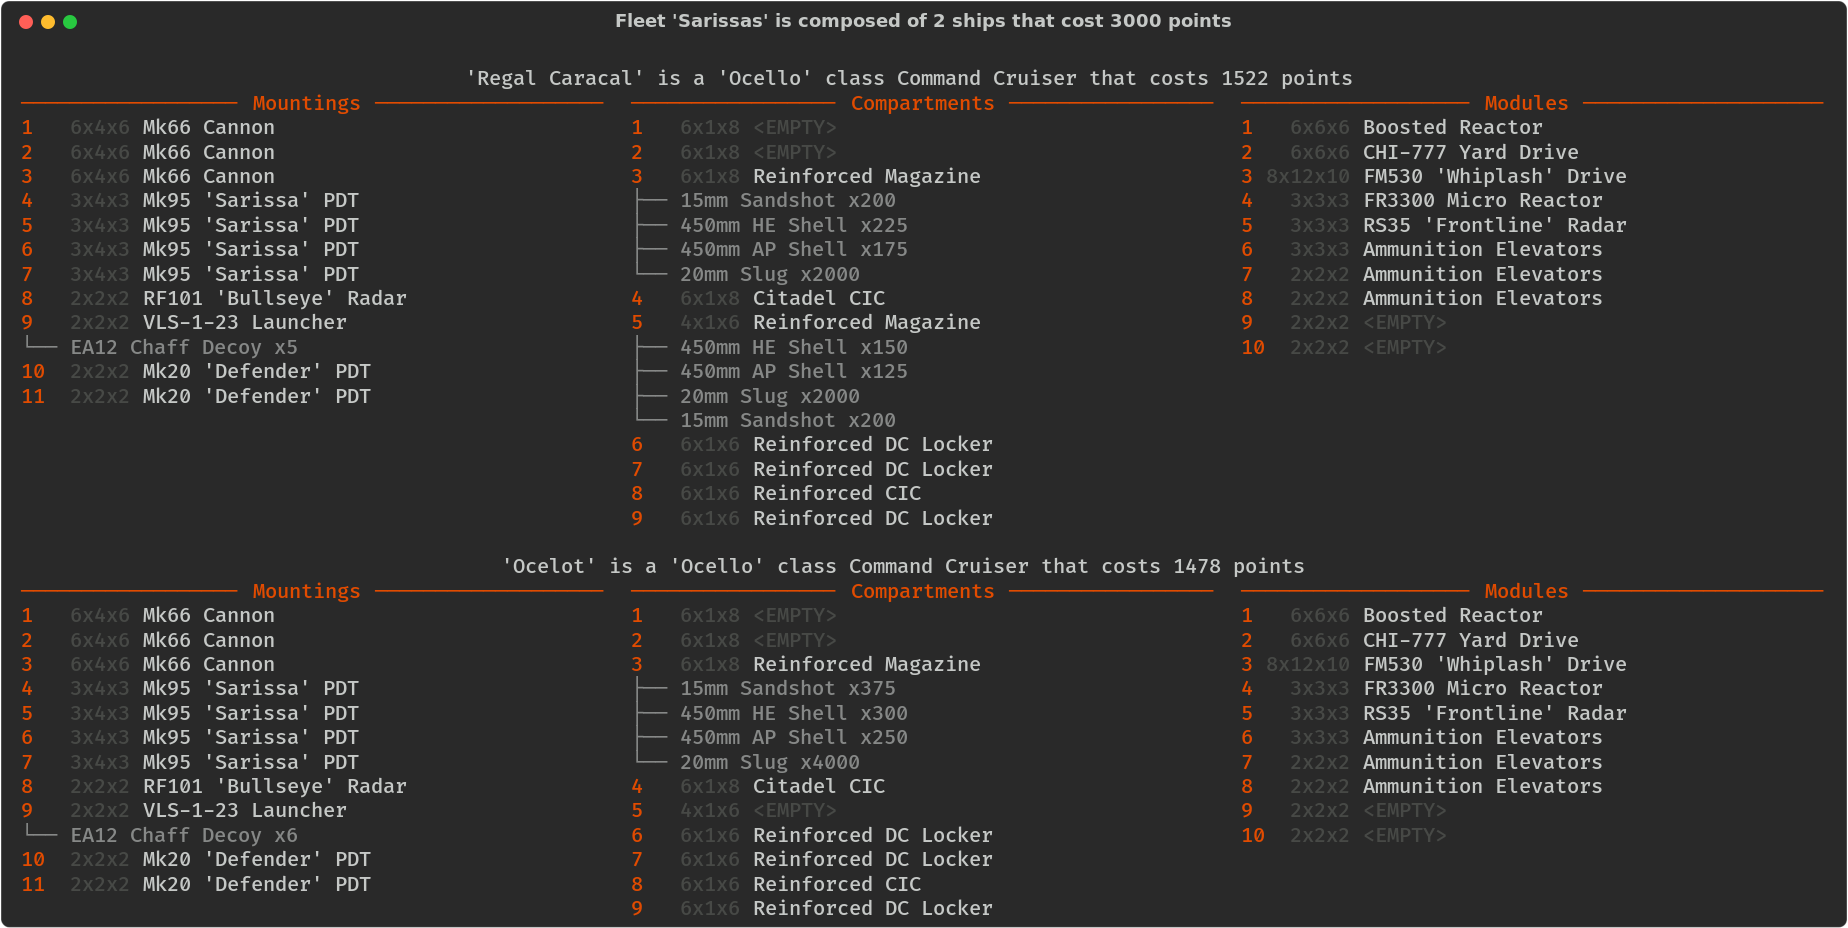 Fleet 'Sarissas' is composed of 2 ships that cost 3000 points
'Regal Caracal' is a 'Ocello' class Command Cruiser that costs 1522 points
Mountings
1 6x4x6 Mk66 Cannon
2 6x4x6 Mk66 Cannon
3 6x4x6 Mk66 Cannon
4 3x4x3 Mk95 'Sarissa' PDT
5 3x4x3 Mk95 'Sarissa' PDT
6 3x4x3 Mk95 'Sarissa' PDT
7 3x4x3 Mk95 'Sarissa' PDT
8 2x2x2 RF101 'Bullseye' Radar
9 2x2x2 VLS-1-23 Launcher
EA12 Chaff Decoy x5
10 2x2x2 Mk20 'Defender' PDT
11 2x2x2 Mk20 'Defender' PDT
Compartments
1 6x1x8 <EMPTY>
2 6x1x8 <EMPTY>
3 6x1x8 Reinforced Magazine
15mm Sandshot x200
450mm HE Shell x225
450mm AP Shell x175
20mm Slug x2000
4 6x1x8 Citadel CIC
5 4x1x6 Reinforced Magazine
450mm HE Shell x150
450mm AP Shell x125
20mm Slug x2000
15mm Sandshot x200
6 6x1x6 Reinforced DC Locker
7 6x1x6 Reinforced DC Locker
8 6x1x6 Reinforced CIC
9 6x1x6 Reinforced DC Locker
Modules
1 6x6x6 Boosted Reactor
2 6x6x6 CHI-777 Yard Drive
3 8x12x10 FM530 'Whiplash' Drive
4 3x3x3 FR3300 Micro Reactor
5 3x3x3 RS35 'Frontline' Radar
6 3x3x3 Ammunition Elevators
7 2x2x2 Ammunition Elevators
8 2x2x2 Ammunition Elevators
9 2x2x2 <EMPTY>
10 2x2x2 <EMPTY>
'Ocelot' is a 'Ocello' class Command Cruiser that costs 1478 points
Mountings
1 6x4x6 Mk66 Cannon
2 6x4x6 Mk66 Cannon
3 6x4x6 Mk66 Cannon
4 3x4x3 Mk95 'Sarissa' PDT
5 3x4x3 Mk95 'Sarissa' PDT
6 3x4x3 Mk95 'Sarissa' PDT
7 3x4x3 Mk95 'Sarissa' PDT
8 2x2x2 RF101 'Bullseye' Radar
9 2x2x2 VLS-1-23 Launcher
EA12 Chaff Decoy x6
10 2x2x2 Mk20 'Defender' PDT
11 2x2x2 Mk20 'Defender' PDT
Compartments
1 6x1x8 <EMPTY>
2 6x1x8 <EMPTY>
3 6x1x8 Reinforced Magazine
15mm Sandshot x375
450mm HE Shell x300
450mm AP Shell x250
20mm Slug x4000
4 6x1x8 Citadel CIC
5 4x1x6 <EMPTY>
6 6x1x6 Reinforced DC Locker
7 6x1x6 Reinforced DC Locker
8 6x1x6 Reinforced CIC
9 6x1x6 Reinforced DC Locker
Modules
1 6x6x6 Boosted Reactor
2 6x6x6 CHI-777 Yard Drive
3 8x12x10 FM530 'Whiplash' Drive
4 3x3x3 FR3300 Micro Reactor
5 3x3x3 RS35 'Frontline' Radar
6 3x3x3 Ammunition Elevators
7 2x2x2 Ammunition Elevators
8 2x2x2 Ammunition Elevators
9 2x2x2 <EMPTY>
10 2x2x2 <EMPTY>